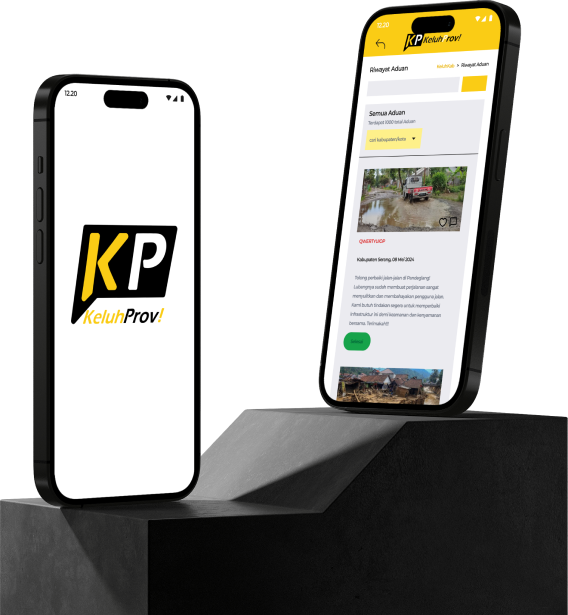 12.20
KP
KeluhProv!
12.20
KP KeluhProv!
Riwayat Aduan
> Riwayat Aduan
Semua Aduan
Terdapat 1000 total Aduan
cari kabupaten/kota
QWERTYUIOP
Kabupaten Serang, 08 Mei 2024
Tolong perbaiki jalan-jalan di Pandeglang!
Lubangnya sudah membuat perjalanan sangat
menyulitkan dan membahayakan pengguna jalan.
Kami butuh tindakan segera untuk memperbaiki
infrastruktur ini demi keamanan dan kenyamanan
bersama. Terimakasih!